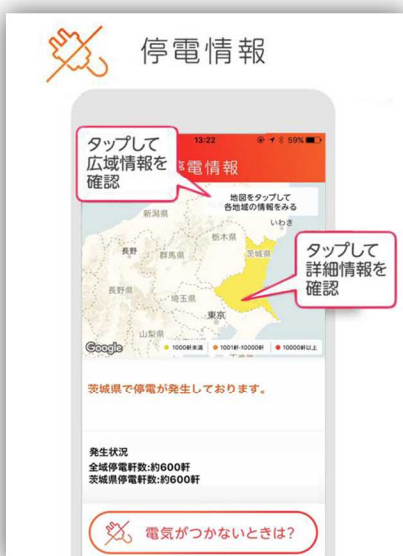 停電情報
タップして
広域情報を
確認
13:22
59%
電情報
地図をタップして
各地域の情報をみる
新潟県
いわき
栃木県
長野
群馬県
茨城県
タップして
詳細情報を
確認
長野県
埼玉県
東京
山梨県
Google
1000軒未満
1001軒-10000軒
10000軒以上
茨城県で停電が発生しております。
発生状況
全域停電軒数:約600軒
茨城県停電軒数:約600軒
電気がつかないときは?